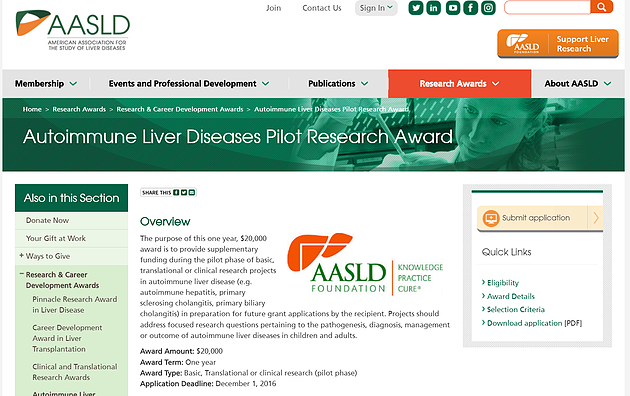 AASLD
AMERICAN ASSOCIATION FOR
THE STUDY OF LIVER DISEASES
Join Contact Us Sign In
AASLD
FOUNDATION
Support Liver
Research
Membership Events and Professional Development Publications Research Awards About AASLD
Home > Research Awards > Research & Career Development Awards > Autoimmune Liver Diseases Pilot Research Award
Autoimmune Liver Diseases Pilot Research Award
Also in this Section
Donate Now
Your Gift at Work
+ Ways to Give
− Research & Career
Development Awards
Pinnacle Research Award
in Liver Disease
Career Development
Award in Liver
Transplantation
Clinical and Translational
Research Awards
Autoimmune Liver
SHARE THIS
Overview
The purpose of this one year, $20,000
award is to provide supplementary
funding during the pilot phase of basic,
translational or clinical research projects
in autoimmune liver disease (e.g.
autoimmune hepatitis, primary
sclerosing cholangitis, primary biliary
cholangitis) in preparation for future grant applications by the recipient. Projects should
address focused research questions pertaining to the pathogenesis, diagnosis, management
or outcome of autoimmune liver diseases in children and adults.
Award Amount: $20,000
Award Term: One year
Award Type: Basic, Translational or clinical research (pilot phase)
Application Deadline: December 1, 2016
AASLD
FOUNDATION
KNOWLEDGE
PRACTICE
CURE®
Submit application
Quick Links
Eligibility
Award Details
Selection Criteria
Download application [PDF]